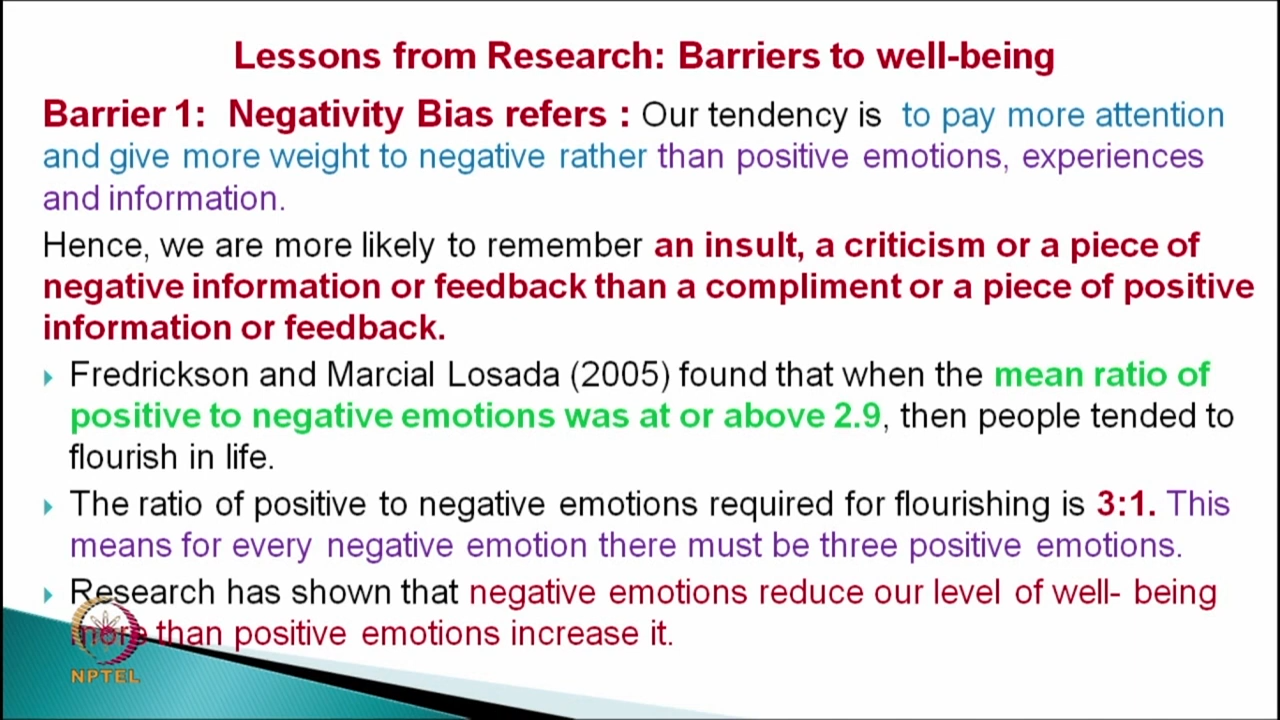 Lessons from Research: Barriers to well-being
Barrier 1: Negativity Bias refers : Our tendency is to pay more attention
and give more weight to negative rather than positive emotions, experiences
and information.
Hence, we are more likely to remember an insult, a criticism or a piece of
negative information or feedback than a compliment or a piece of positive
information or feedback.
Fredrickson and Marcial Losada (2005) found that when the mean ratio of
positive to negative emotions was at or above 2.9, then people tended to
flourish in life.
The ratio of positive to negative emotions required for flourishing is 3:1. This
means for every negative emotion there must be three positive emotions.
Research has shown that negative emotions reduce our level of well- being
more than positive emotions increase it.
NPTEL